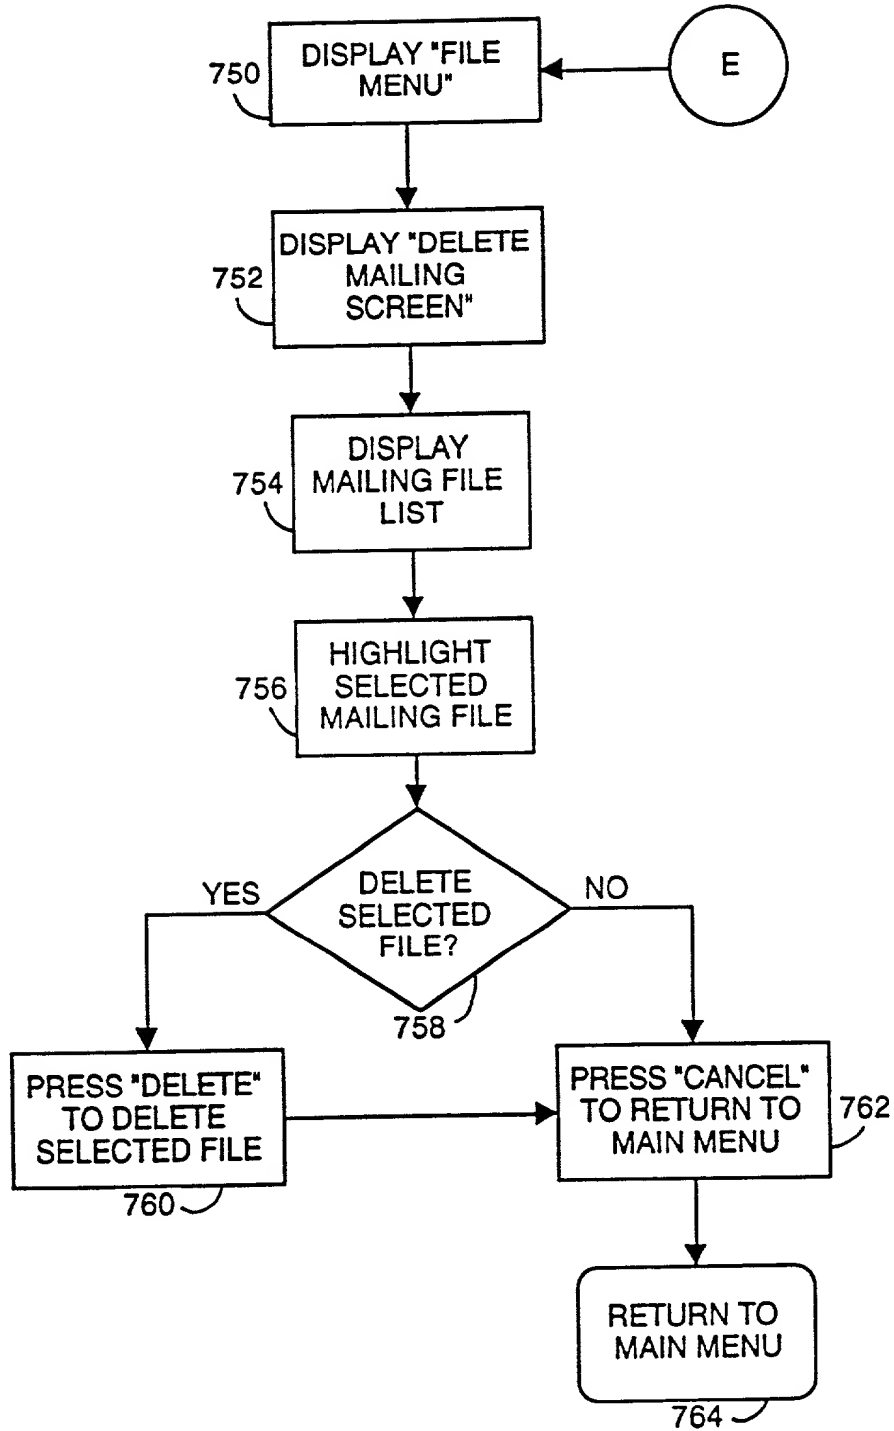 DISPLAY "FILE
MENU"
E
750
DISPLAY "DELETE
MAILING
SCREEN"
752
DISPLAY
MAILING FILE
LIST
754
HIGHLIGHT
SELECTED
MAILING FILE
756
YES
DELETE
SELECTED
FILE?
NO
758
PRESS "DELETE"
TO DELETE
SELECTED FILE
760
PRESS "CANCEL"
TO RETURN TO
MAIN MENU
762
RETURN TO
MAIN MENU
764